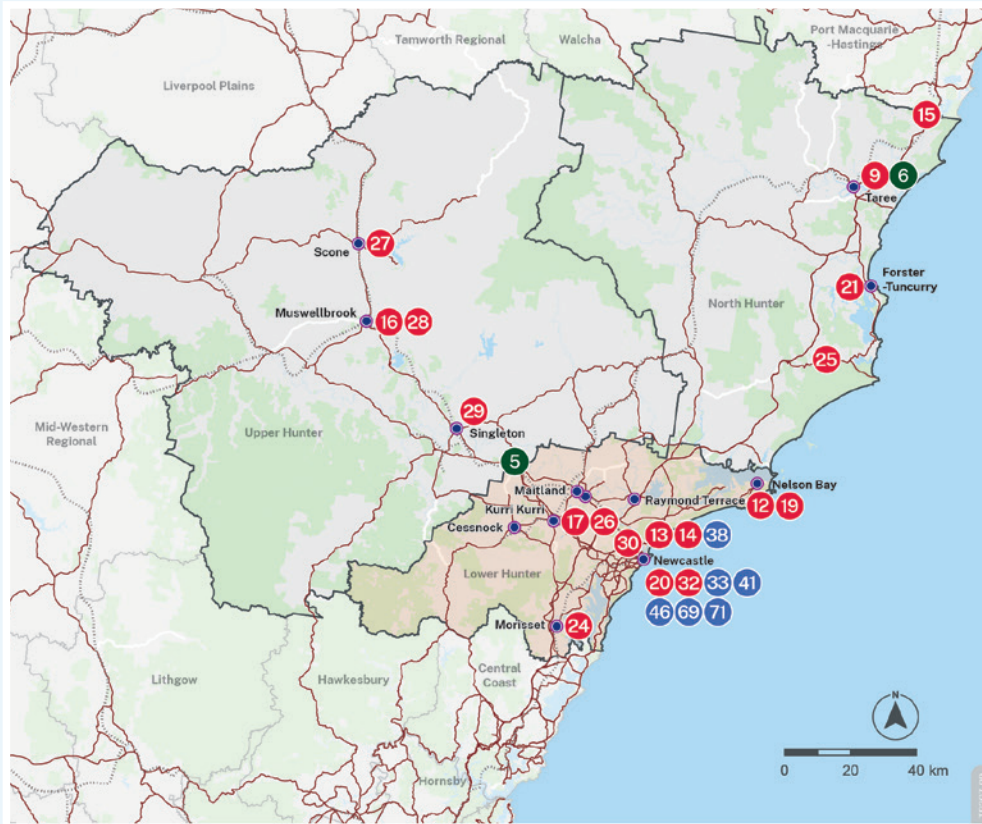 Tamworth Regional
Walcha
Port Macquarie
-Hastings
Liverpool Plains
15
9
6
Taree
Scone
27
21
Forster
-Tuncurry
Muswellbrook
16
28
North Hunter
25
Mid-Western
Regional
29
Singleton
Upper Hunter
5
Maitland
Nelson Bay
Raymond Terrace
12
19
Kurri Kurri
17
26
Cessnock
30
13
14
38
Newcastle
Lower Hunter
20
32
33
41
46
69
71
Morisset
24
Central
Coast
Lithgow
Hawkesbury
N
Hornsby
0
20
40 km